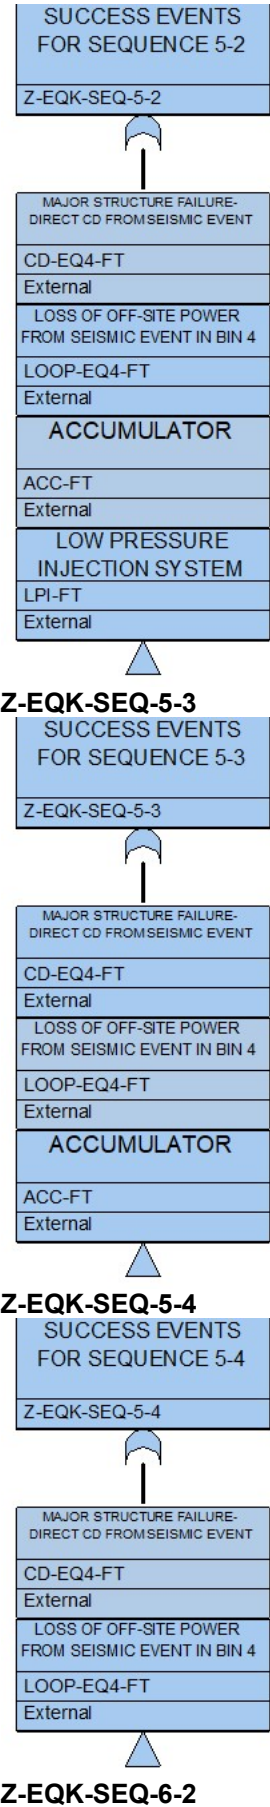 SUCCESS EVENTS
FOR SEQUENCE 5-2
Z-EQK-SEQ-5-2
MAJOR STRUCTURE FAILURE-
DIRECT CD FROM SEISMIC EVENT
CD-EQ4-FT
External
LOSS OF OFF-SITE POWER
FROM SEISMIC EVENT IN BIN 4
LOOP-EQ4-FT
External
ACCUMULATOR
ACC-FT
External
LOW PRESSURE
INJECTION SYSTEM
LPI-FT
External
Z-EQK-SEQ-5-3
SUCCESS EVENTS
FOR SEQUENCE 5-3
Z-EQK-SEQ-5-3
MAJOR STRUCTURE FAILURE-
DIRECT CD FROM SEISMIC EVENT
CD-EQ4-FT
External
LOSS OF OFF-SITE POWER
FROM SEISMIC EVENT IN BIN 4
LOOP-EQ4-FT
External
ACCUMULATOR
ACC-FT
External
Z-EQK-SEQ-5-4
SUCCESS EVENTS
FOR SEQUENCE 5-4
Z-EQK-SEQ-5-4
MAJOR STRUCTURE FAILURE-
DIRECT CD FROM SEISMIC EVENT
CD-EQ4-FT
External
LOSS OF OFF-SITE POWER
FROM SEISMIC EVENT IN BIN 4
LOOP-EQ4-FT
External
Z-EQK-SEQ-6-2